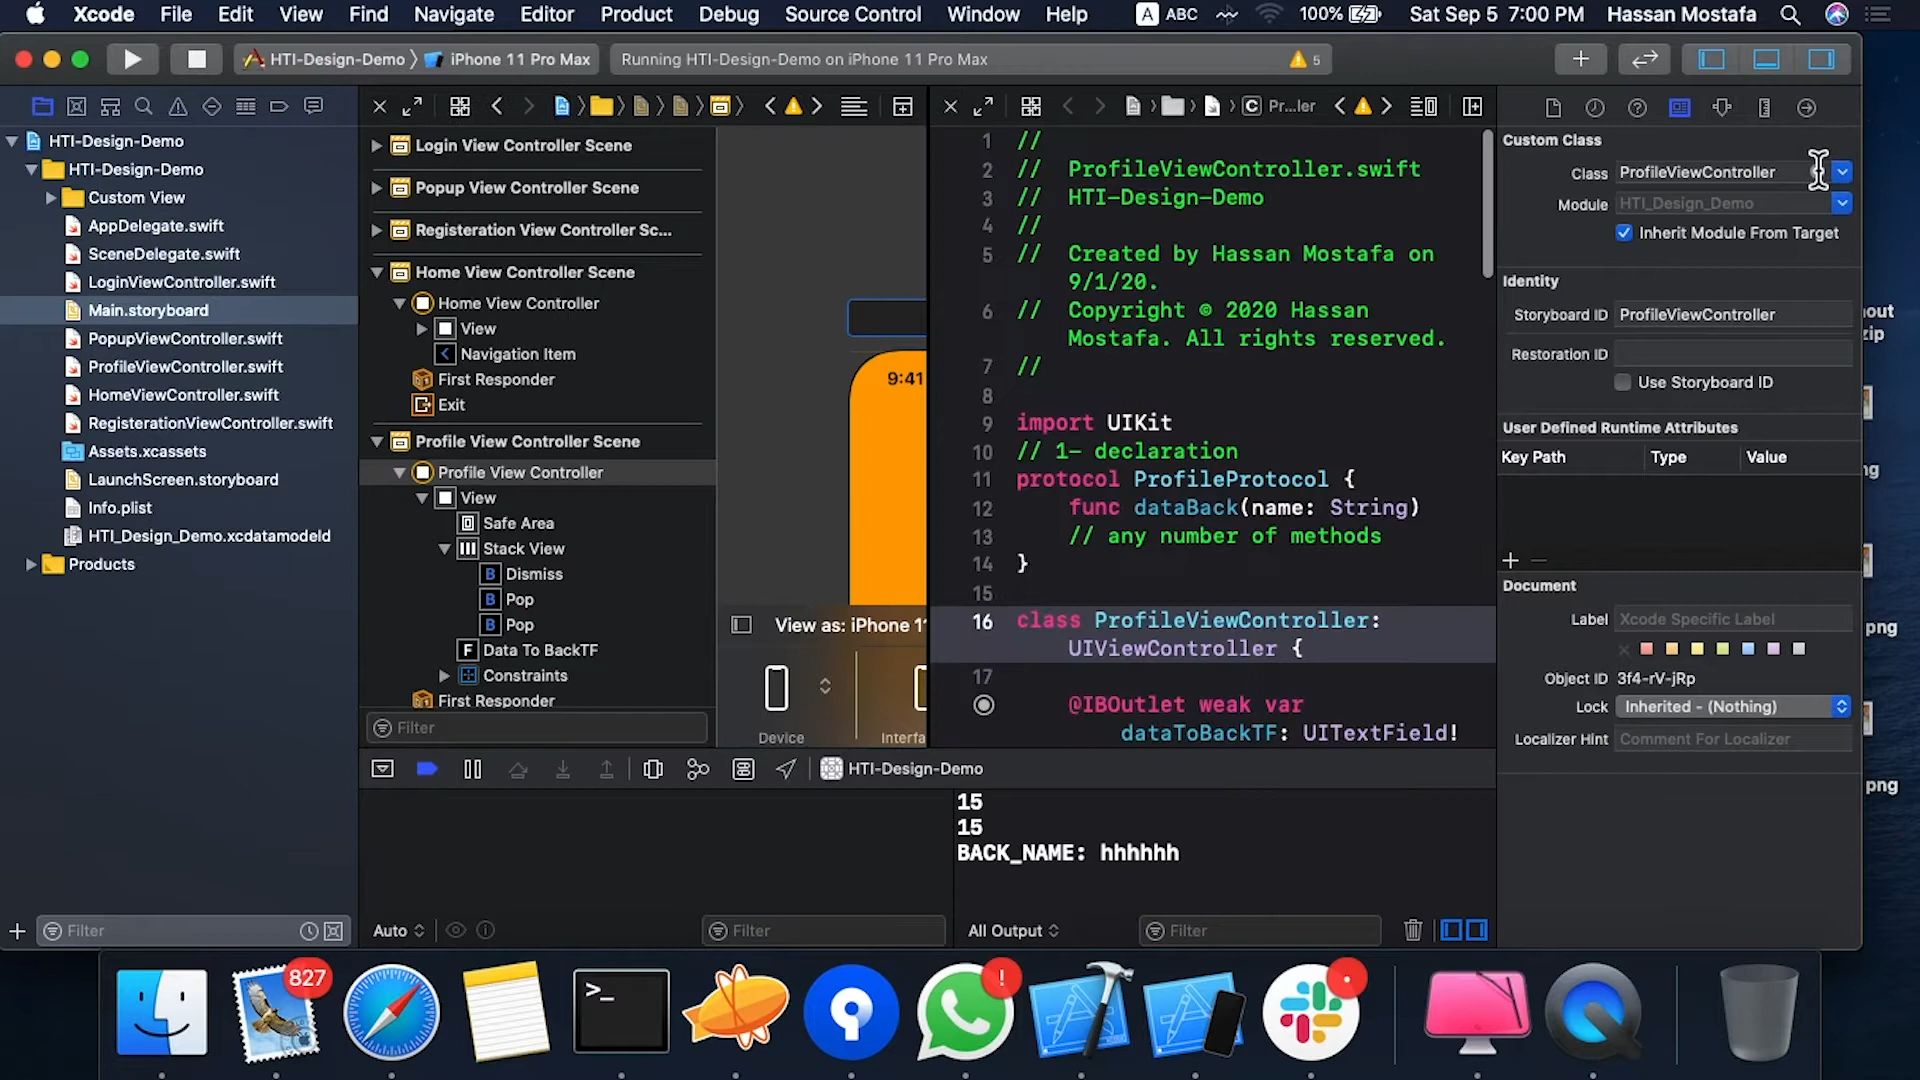 Xcode File Edit View Find Navigate Editor Product Debug Source Control Window Help A ABC 100% Sat Sep 5 7:00 PM Hassan Mostafa
HTI-Design-Demo iPhone 11 Pro Max
Running HTI-Design-Demo on iPhone 11 Pro Max
5
HTI-Design-Demo
HTI-Design-Demo
Custom View
AppDelegate.swift
SceneDelegate.swift
LoginViewController.swift
Main.storyboard
PopupViewController.swift
ProfileViewController.swift
HomeViewController.swift
RegisterationViewController.swift
Assets.xcassets
LaunchScreen.storyboard
Info.plist
HTI_Design_Demo.xcdatamodeld
Products
Filter
Login View Controller Scene
Popup View Controller Scene
Registeration View Controller Sc...
Home View Controller Scene
Home View Controller
View
Navigation Item
First Responder
Exit
Profile View Controller Scene
Profile View Controller
View
Safe Area
Stack View
B Dismiss
B Pop
B Pop
F Data To BackTF
Constraints
First Responder
Filter
9:41
View as: iPhone 1
Device
Interfa
C Pr...ler
1 //
2 // ProfileViewController.swift
3 // HTI-Design-Demo
4 //
5 // Created by Hassan Mostafa on
9/1/20.
6 // Copyright © 2020 Hassan
Mostafa. All rights reserved.
7 //
8
9 import UIKit
10 // 1- declaration
11 protocol ProfileProtocol {
12 func dataBack(name: String)
13 // any number of methods
14 }
15
16 class ProfileViewController:
UIViewController {
17
@IBOutlet weak var
dataToBackTF: UITextField!
Custom Class
Class ProfileViewController
Module HTI_Design_Demo
Inherit Module From Target
Identity
Storyboard ID ProfileViewController
Restoration ID
Use Storyboard ID
User Defined Runtime Attributes
Key Path Type Value
Document
Label Xcode Specific Label
Object ID 3f4-rV-jRp
Lock Inherited - (Nothing)
Localizer Hint Comment For Localizer
HTI-Design-Demo
15
15
BACK_NAME: hhhhhh
Auto
Filter
All Output
Filter
out
zip
ng
png
png
827
>_
!